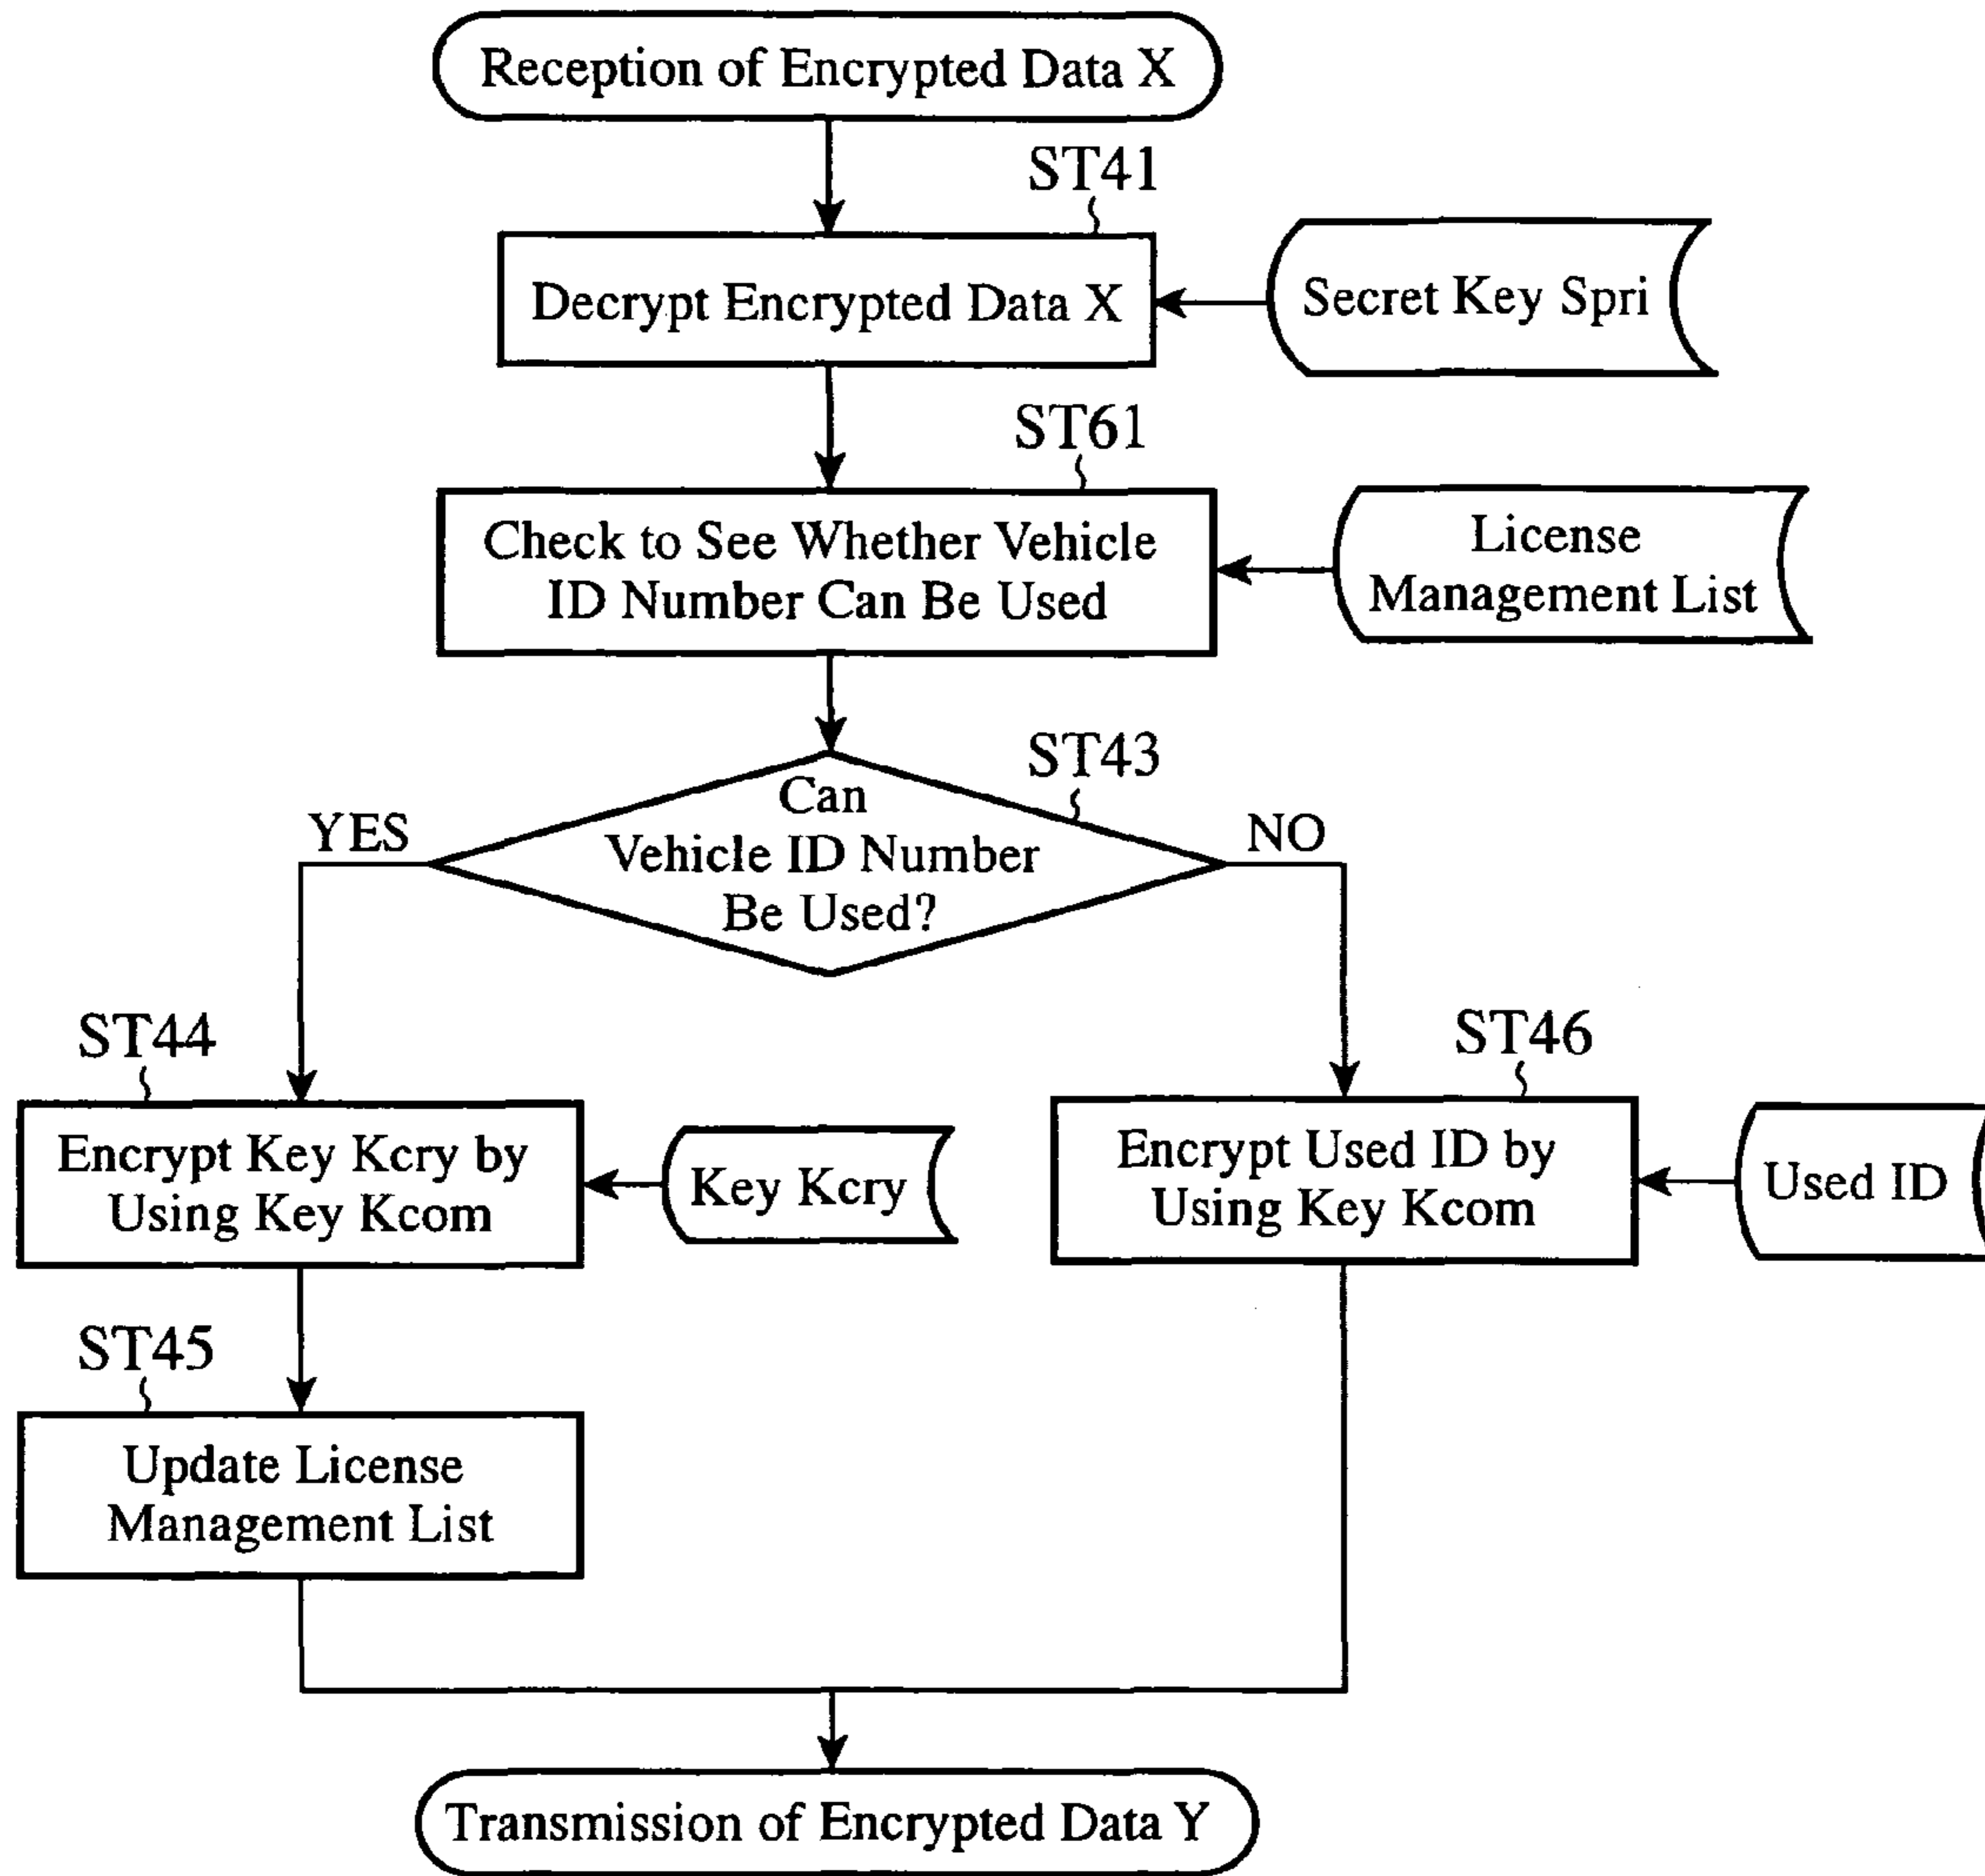 Reception of Encrypted Data X
ST41
Decrypt Encrypted Data X
Secret Key Spri
ST61
Check to See Whether Vehicle
ID Number Can Be Used
License
Management List
ST43
Can
Vehicle ID Number
Be Used?
YES
NO
ST44
Encrypt Key Kcry by
Using Key Kcom
Key Kcry
ST46
Encrypt Used ID by
Using Key Kcom
Used ID
ST45
Update License
Management List
Transmission of Encrypted Data Y